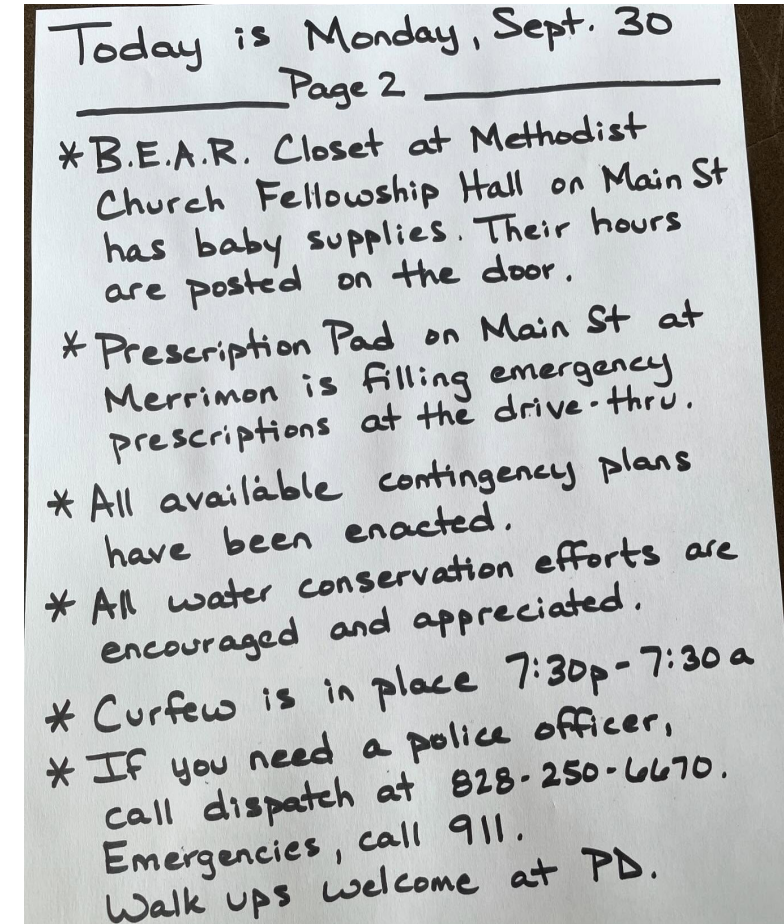 Today is Monday, Sept. 30
Page 2
* B.E.A.R. Closet at Methodist
Church Fellowship Hall on Main St
has baby supplies. Their hours
are posted on the door.
* Prescription Pad on Main St at
Merrimon is filling emergency
prescriptions at the drive-thru.
* All available contingency plans
have been enacted.
* All water conservation efforts are
encouraged and appreciated.
* Curfew is in place 7:30p-7:30a
* If you need a police officer,
call dispatch at 828-250-6670.
Emergencies, call 911.
Walk ups welcome at PD.